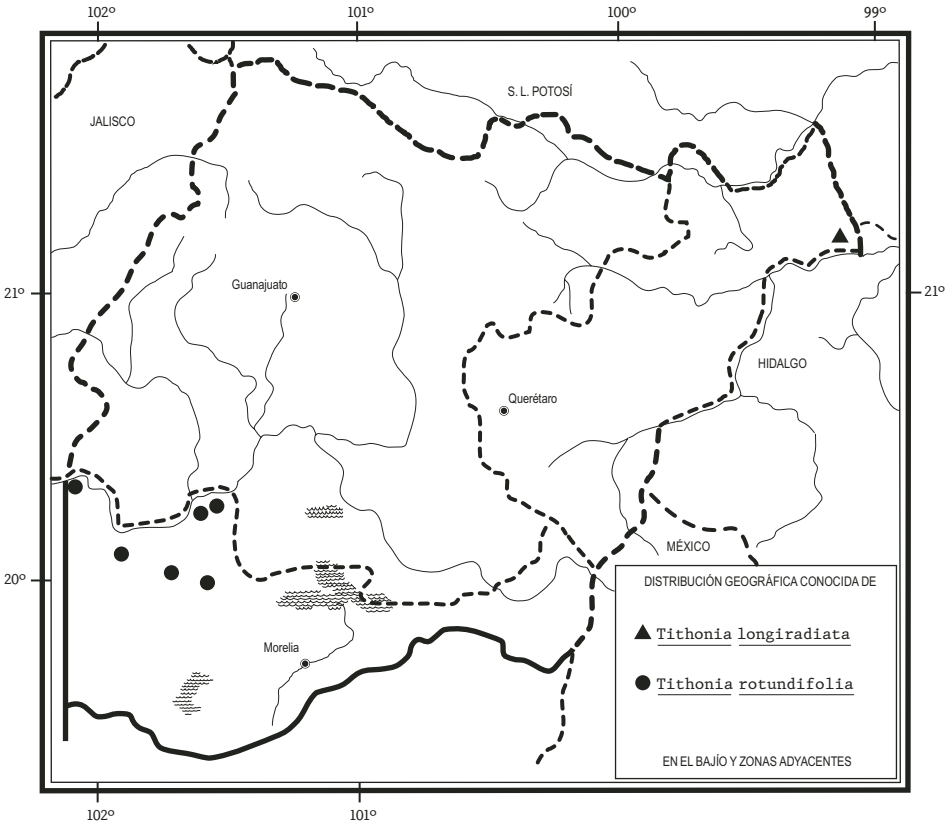 102º 101º 100º 99º
S. L. POTOSÍ
JALISCO
Guanajuato
21º 21º
HIDALGO
Querétaro
MÉXICO
20º
DISTRIBUCIÓN GEOGRÁFICA CONOCIDA DE
Tithonia longiradiata
Morelia
Tithonia rotundifolia
EN EL BAJÍO Y ZONAS ADYACENTES
102º 101º